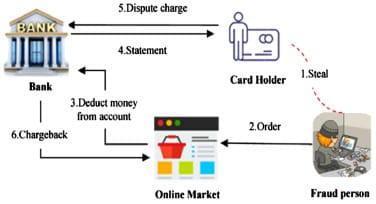 5.Dispute charge
BANK
4.Statement
Card Holder
1.Steal
Bank
3.Deduct money
from account
2.Order
6.Chargeback
Online Market
Fraud person